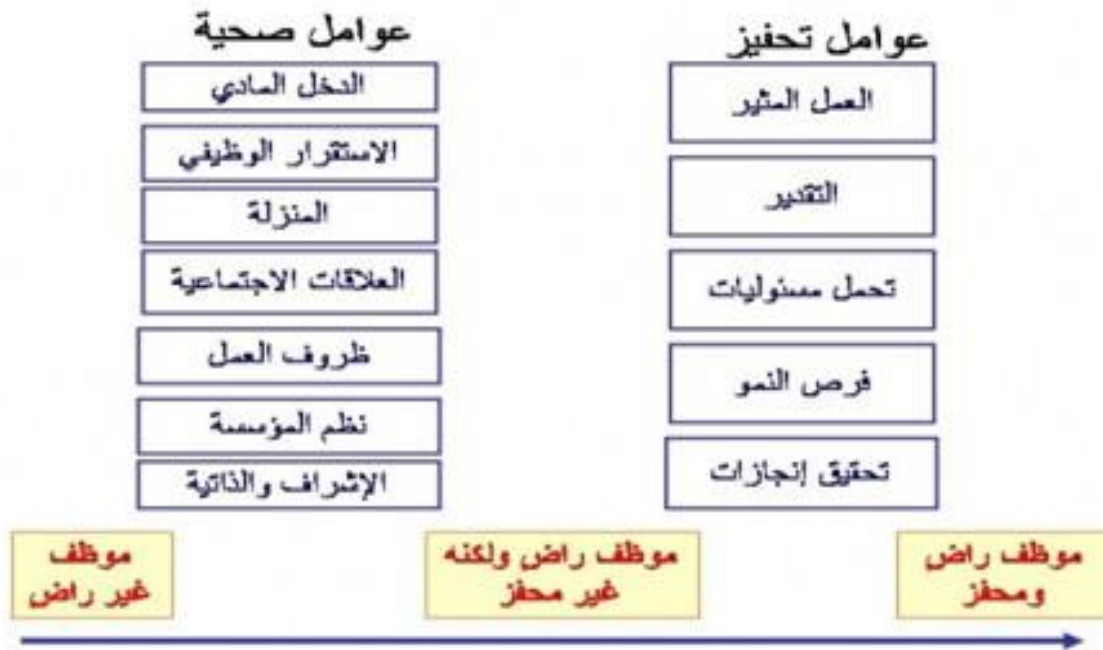 عوامل تحفيز
العمل المثير
التقدير
تحمل مسئوليات
فرص النمو
تحقيق إنجازات
عوامل صحية
الدخل المادي
الاستقرار الوظيفي
المنزلة
العلاقات الاجتماعية
ظروف العمل
نظم المؤسسة
الإشراف والذاتية
موظف راض
ومحفز
موظف راض ولكنه
غير محفز
موظف
غير راض